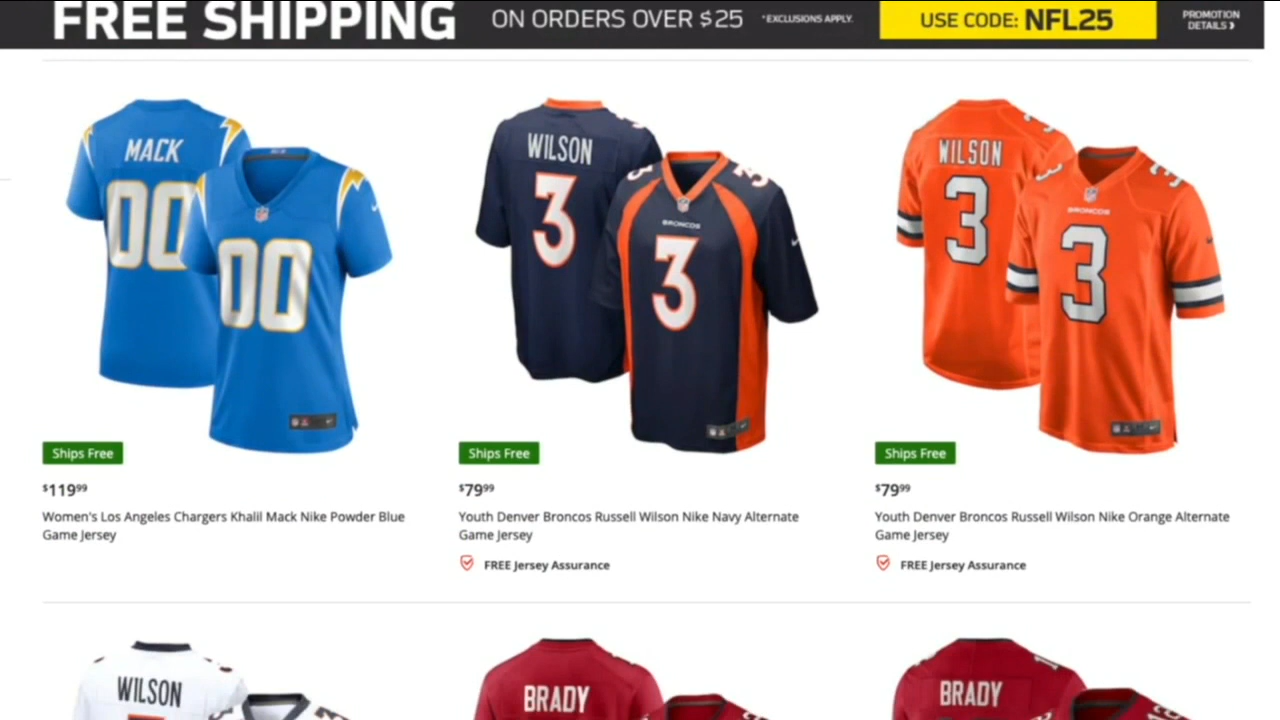 FREE SHIPPING ON ORDERS OVER $25 *EXCLUSIONS APPLY. USE CODE: NFL25 PROMOTION
DETAILS ❯
MACK
00
00
WILSON
3
BRONCOS
3
WILSON
3
BRONCOS
3
Ships Free
Ships Free
Ships Free
$119.99
$79.99
$79.99
Women's Los Angeles Chargers Khalil Mack Nike Powder Blue
Game Jersey
Youth Denver Broncos Russell Wilson Nike Navy Alternate
Game Jersey
FREE Jersey Assurance
Youth Denver Broncos Russell Wilson Nike Orange Alternate
Game Jersey
FREE Jersey Assurance
WILSON
BRADY
BRADY